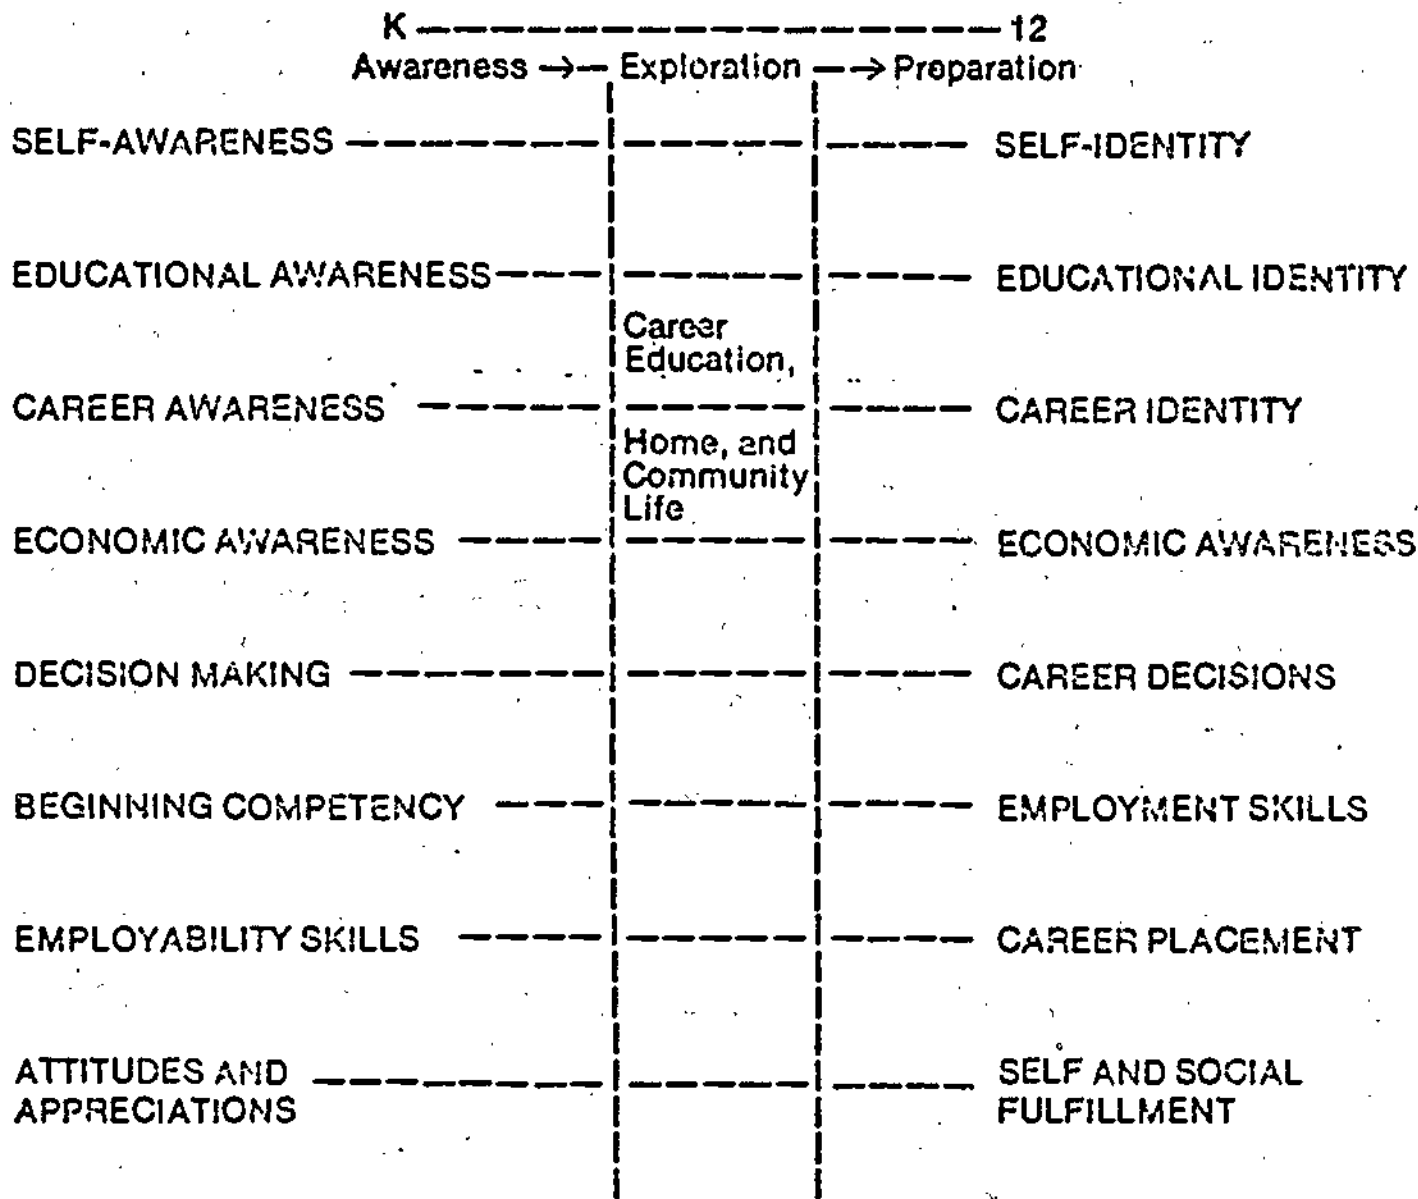 K 12
Awareness → Exploration → Preparation
SELF-AWARENESS SELF-IDENTITY
EDUCATIONAL AWARENESS EDUCATIONAL IDENTITY
Career
Education,
CAREER AWARENESS CAREER IDENTITY
Home, and
Community
Life
ECONOMIC AWARENESS ECONOMIC AWARENESS
DECISION MAKING CAREER DECISIONS
BEGINNING COMPETENCY EMPLOYMENT SKILLS
EMPLOYABILITY SKILLS CAREER PLACEMENT
ATTITUDES AND SELF AND SOCIAL
APPRECIATIONS FULFILLMENT